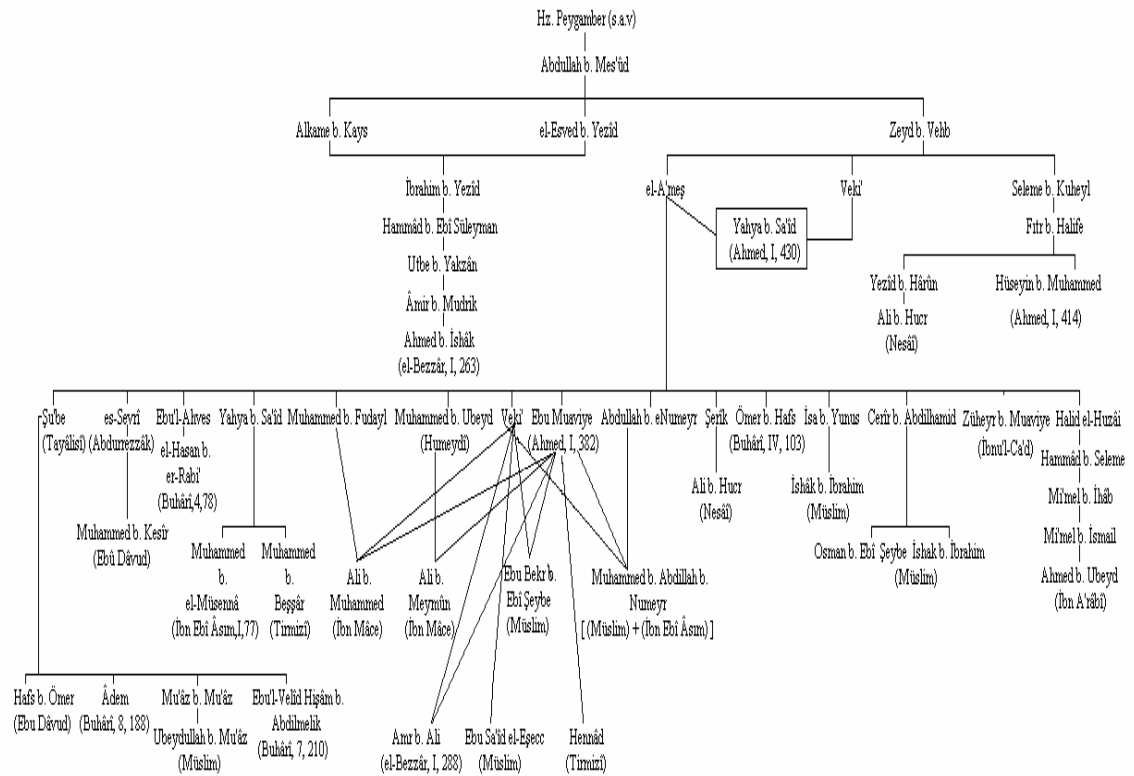 Hz. Peygamber (s.a.v)
Abdullah b. Mes'ûd
Alkame b. Kays
el-Esved b. Yezîd
Zeyd b. Vehb
İbrahim b. Yezîd
el-A'meş
Veki'
Seleme b. Kuheyl
Hammâd b. Ebî Süleyman
Yahya b. Sa'îd
(Ahmed, I, 430)
Fıtr b. Halife
Utbe b. Yakzân
Yezîd b. Hârûn
Hüseyin b. Muhammed
Âmir b. Mudrik
Ali b. Hucr
(Nesâî)
(Ahmed, I, 414)
Ahmed b. İshâk
(el-Bezzâr, I, 263)
Şu'be
(Tayâlisî)
es-Sevrî
(Abdurrezzâk)
Ebu'l-Ahves
el-Hasan b.
er-Rabi'
(Buhârî,4,78)
Yahya b. Sa'îd
Muhammed b. Fudayl
Muhammed b. Ubeyd
(Humeydî)
Veki'
Ebu Muaviye
(Ahmed, I, 382)
Abdullah b. eNumeyr
Şerîk
Ömer b. Hafs
(Buhârî, IV, 103)
İsa b. Yunus
Cerîr b. Abdilhamid
Züheyr b. Muaviye
(İbnu'l-Ca'd)
Halid el-Huzâi
Hammâd b. Seleme
Ali b. Hucr
(Nesâî)
İshâk b. İbrahim
(Müslim)
Mi'mel b. İhâb
Mi'mel b. İsmail
Ahmed b. Ubeyd
(İbn A'râbî)
Muhammed b. Kesîr
(Ebû Dâvud)
Muhammed
b.
el-Müsennâ
(İbn Ebî Âsım,I,77)
Muhammed
b.
Beşşâr
(Tirmizî)
Ali b.
Muhammed
(İbn Mâce)
Ali b.
Meymûn
(İbn Mâce)
Ebu Bekr b.
Ebî Şeybe
(Müslim)
Muhammed b. Abdillah b.
Numeyr
[ (Müslim) + (İbn Ebî Âsım) ]
Osman b. Ebî Şeybe İshak b. İbrahim
(Müslim)
Hafs b. Ömer
(Ebu Dâvud)
Âdem
(Buhârî, 8, 188)
Mu'âz b. Mu'âz
Ubeydullah b. Mu'âz
(Müslim)
Ebu'l-Velîd Hişâm b.
Abdilmelik
(Buhârî, 7, 210)
Amr b. Ali
(el-Bezzâr, I, 288)
Ebu Sa'îd el-Eşecc
(Müslim)
Hennâd
(Tirmizî)